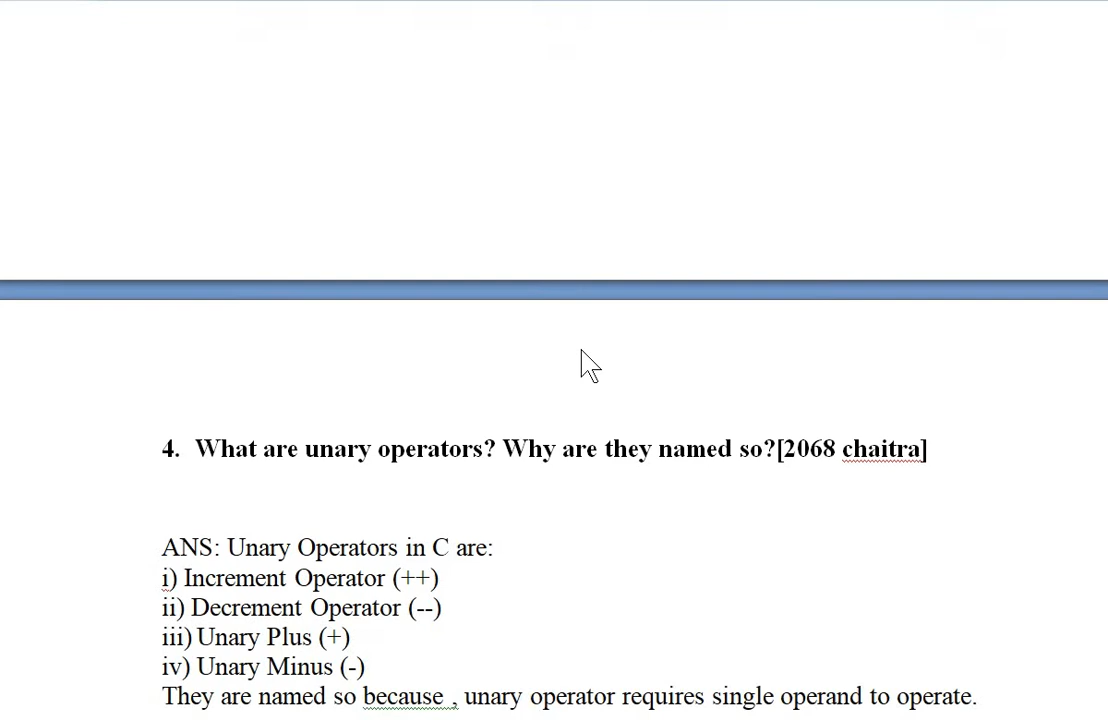 4. What are unary operators? Why are they named so?[2068 chaitra]
ANS: Unary Operators in C are:
i) Increment Operator (++)
ii) Decrement Operator (--)
iii) Unary Plus (+)
iv) Unary Minus (-)
They are named so because , unary operator requires single operand to operate.